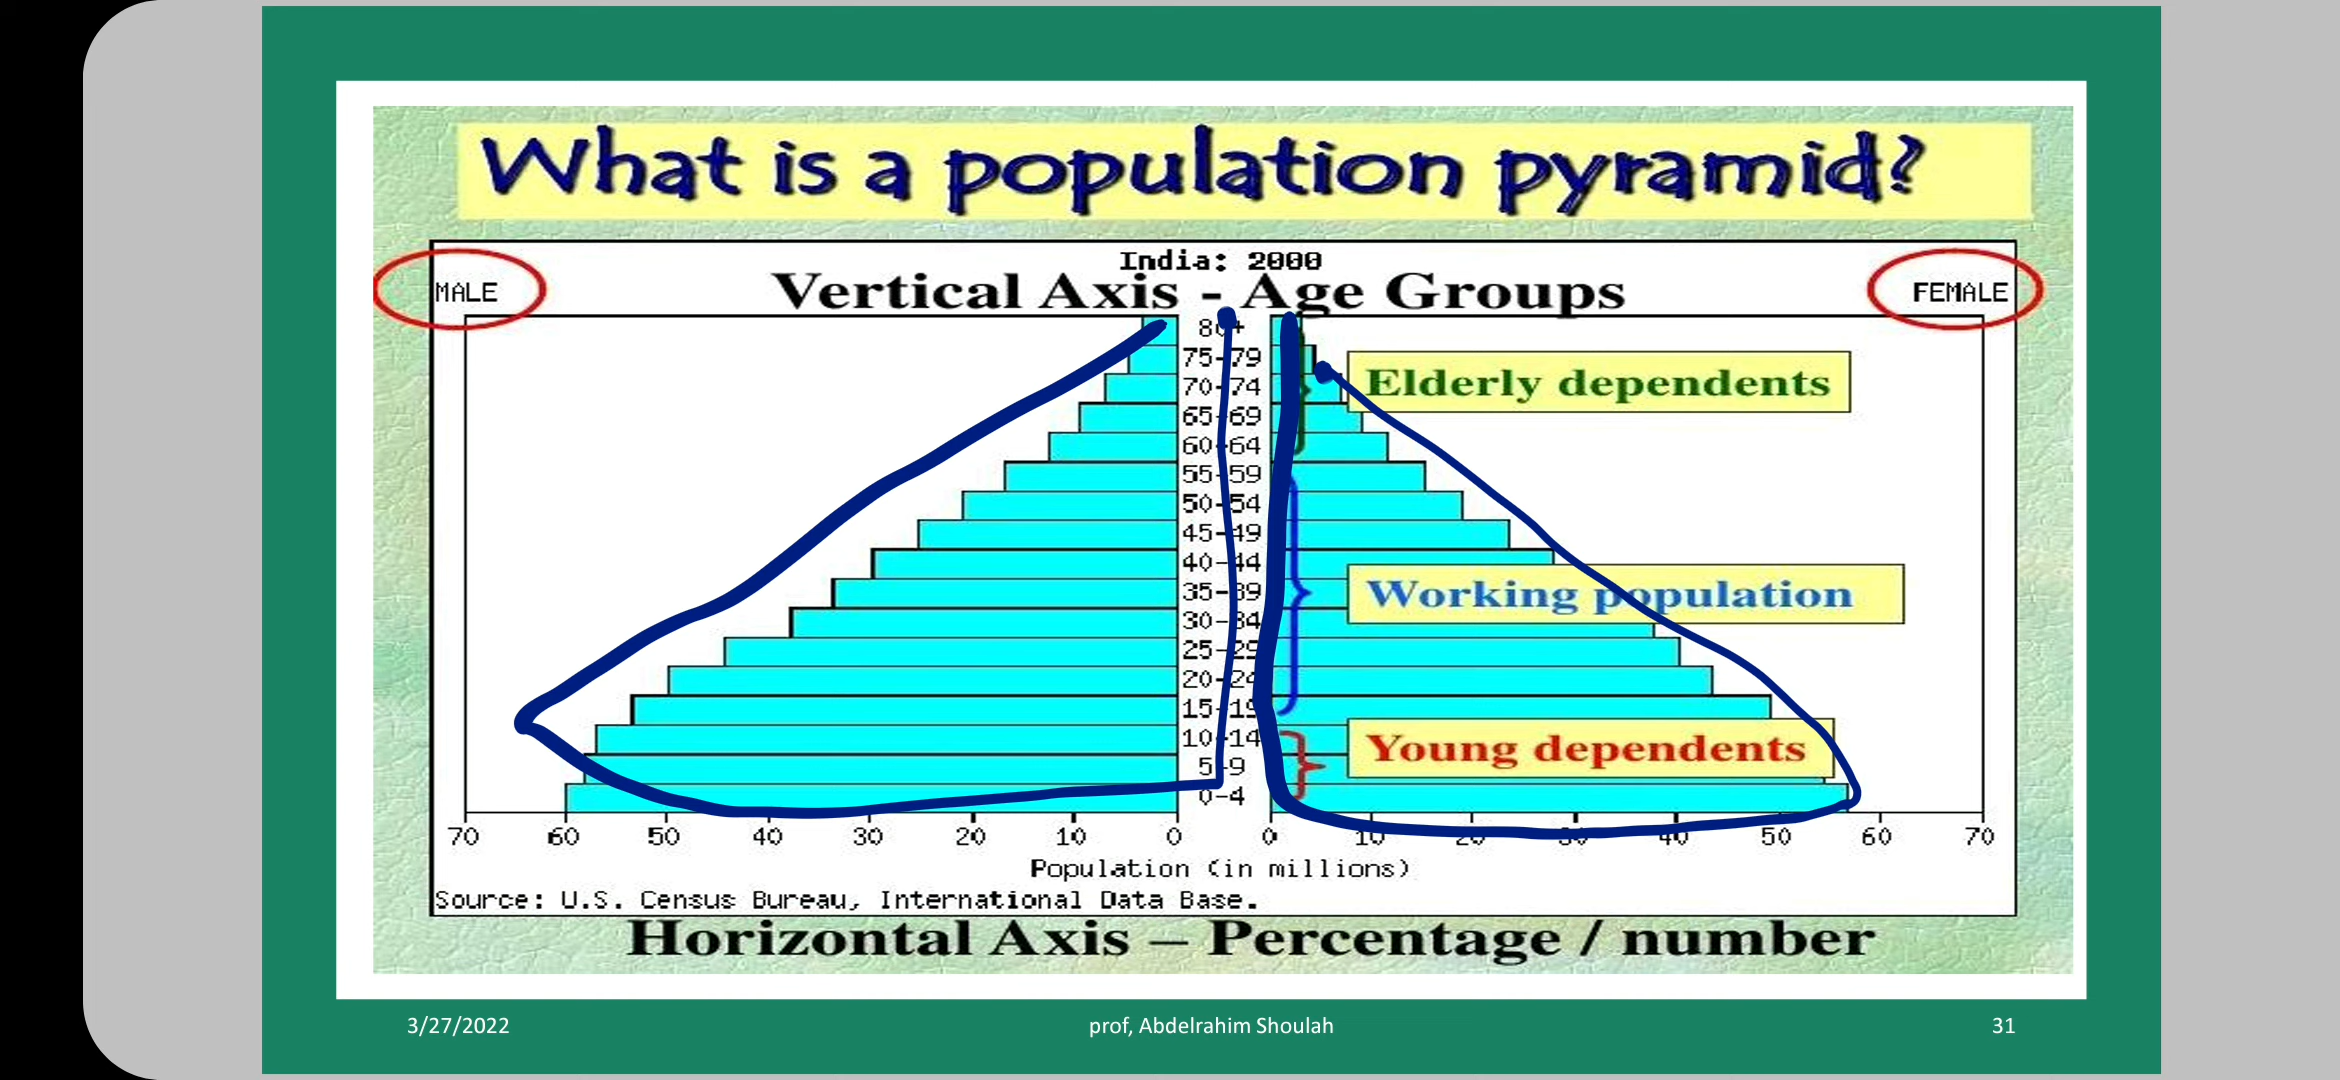 What is a population pyramid?
India: 2000
MALE
Vertical Axis - Age Groups
FEMALE
80+
75-79
70-74
65-69
60-64
55-59
50-54
45-49
40-44
35-39
30-34
25-29
20-24
15-19
10-14
5-9
0-4
Elderly dependents
Working population
Young dependents
70 60 50 40 30 20 10 0 0 10 20 30 40 50 60 70
Population (in millions)
Source: U.S. Census Bureau, International Data Base.
Horizontal Axis – Percentage / number
3/27/2022
prof, Abdelrahim Shoulah
31